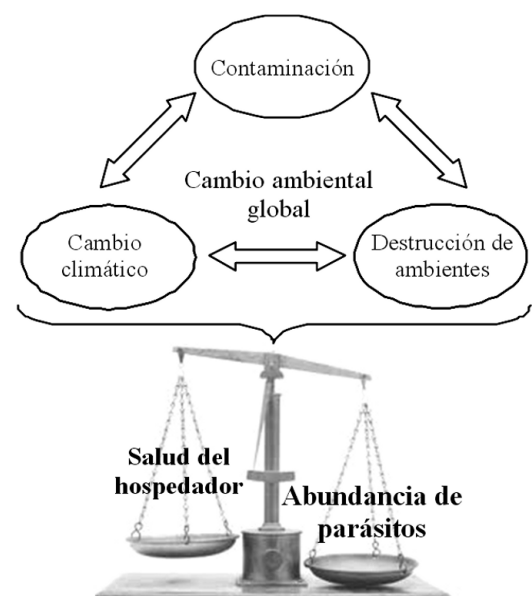 Contaminación
Cambio ambiental
global
Cambio
climático
Destrucción de
ambientes
Salud del
hospedador
Abundancia de
parásitos